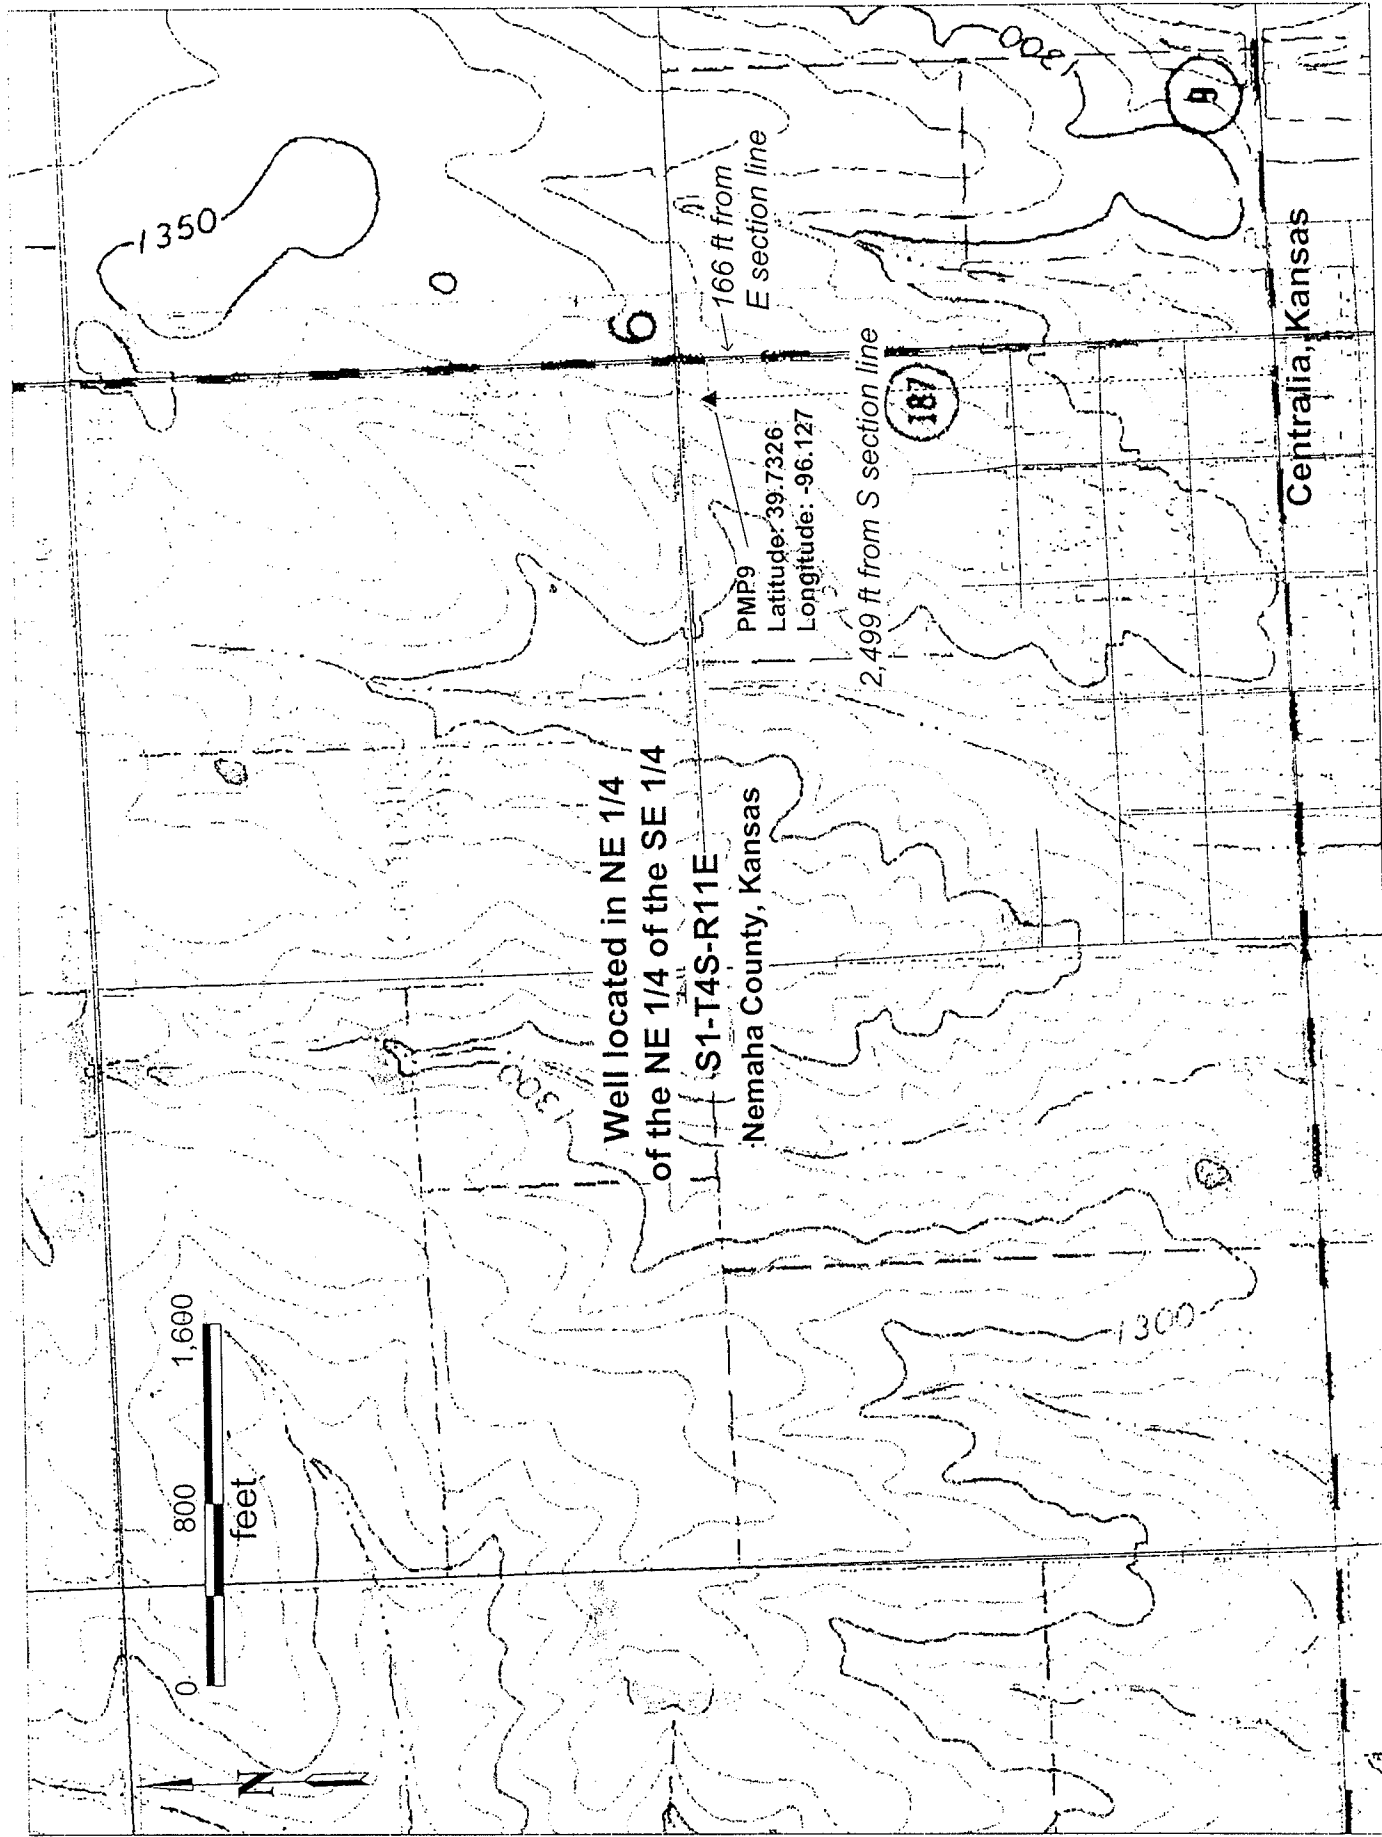 1350
1300
9
6
166 ft from
E section line
187
PMP9
Latitude: 39.7326
Longitude: -96.127
2,499 ft from S section line
Centralia, Kansas
Well located in NE 1/4
of the NE 1/4 of the SE 1/4
S1-T4S-R11E
Nemaha County, Kansas
1300
1300
0 800 1,600
feet
N